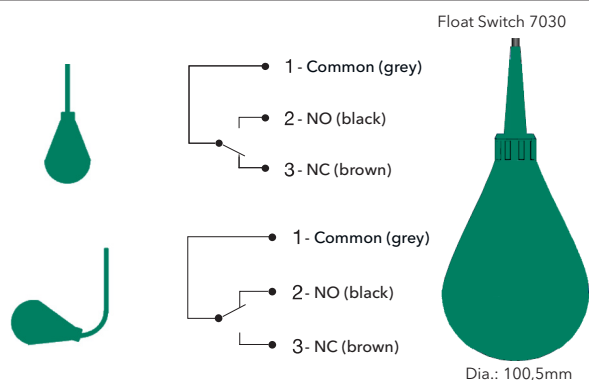 Float Switch 7030
1 - Common (grey)
2 - NO (black)
3 - NC (brown)
1 - Common (grey)
2 - NO (black)
3 - NC (brown)
Dia.: 100,5mm